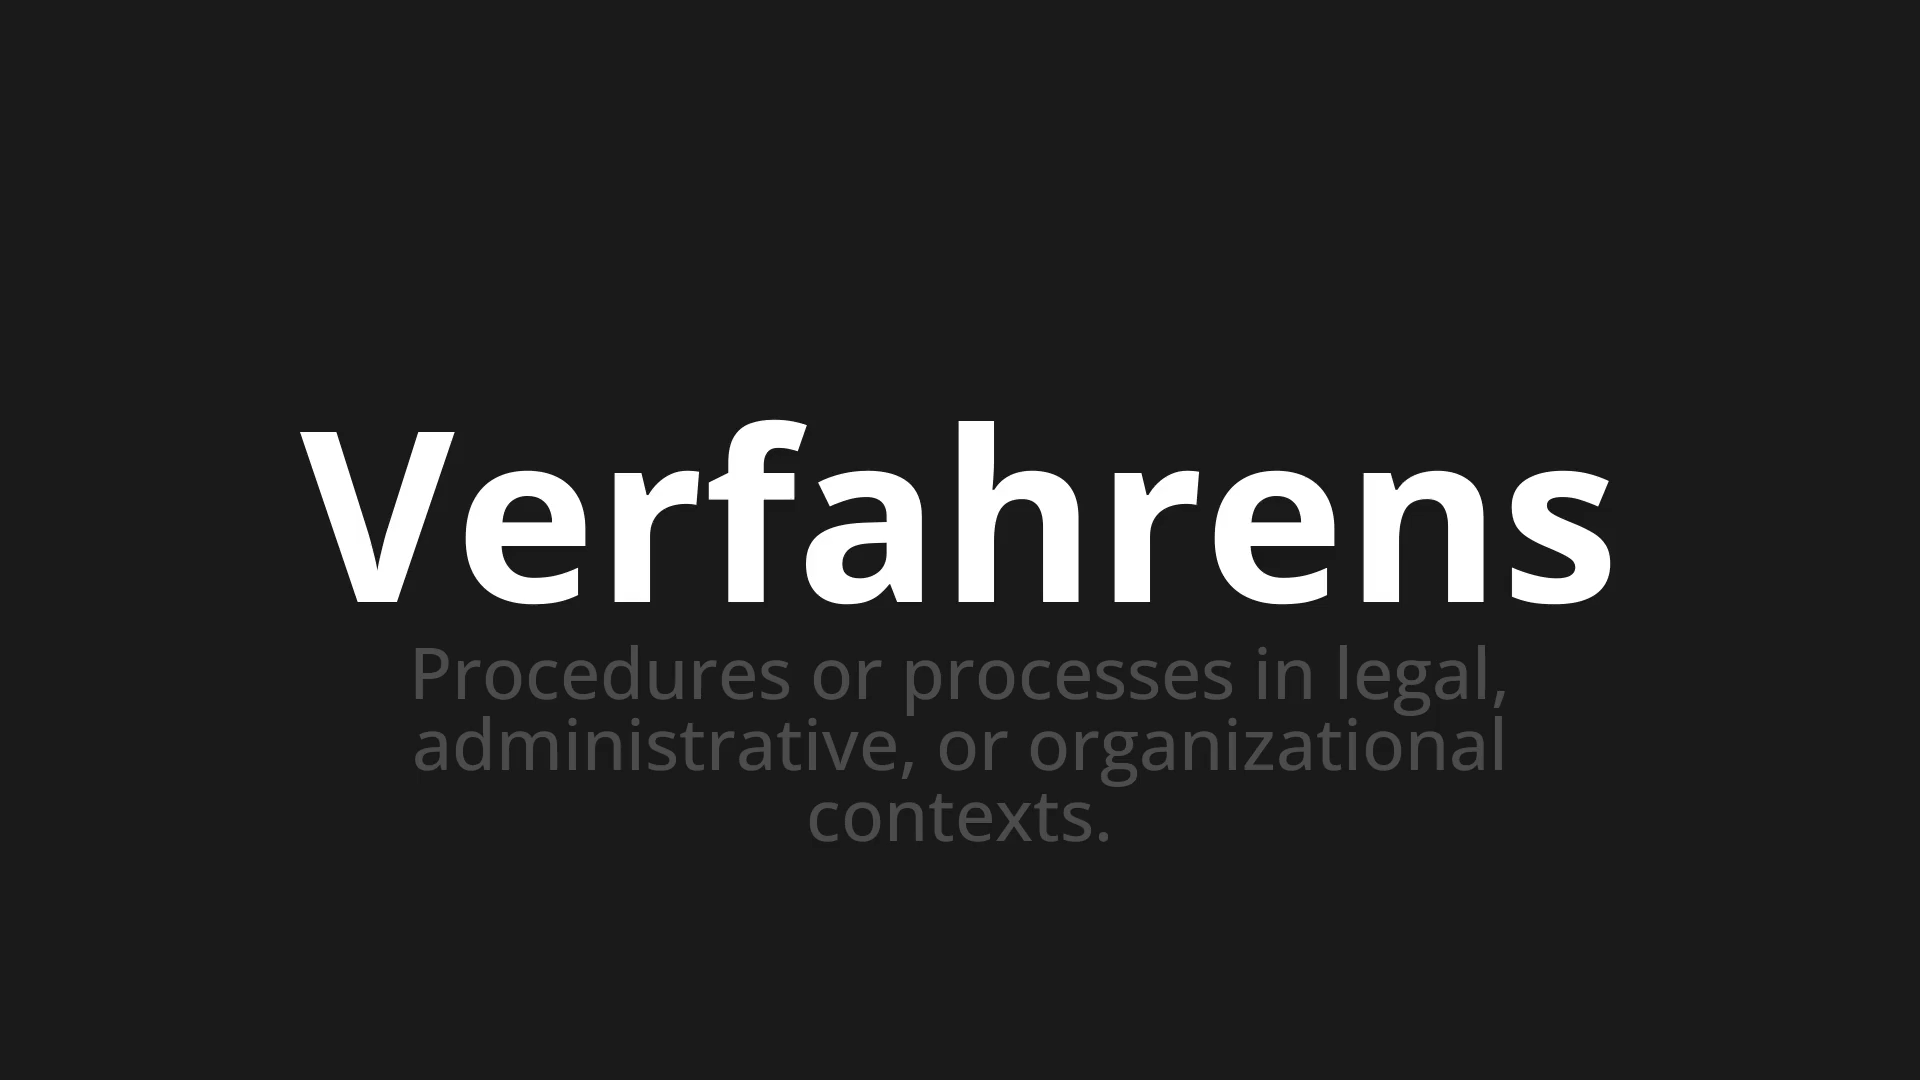 Verfahrens
Procedures or processes in legal,
administrative, or organizational
contexts.